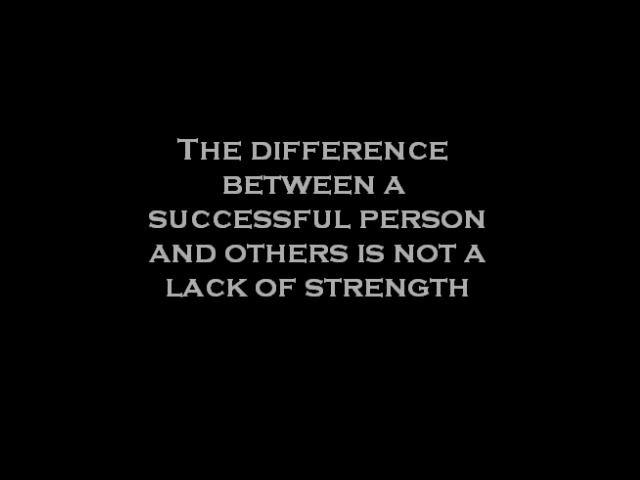 The difference
between a
successful person
and others is not a
lack of strength